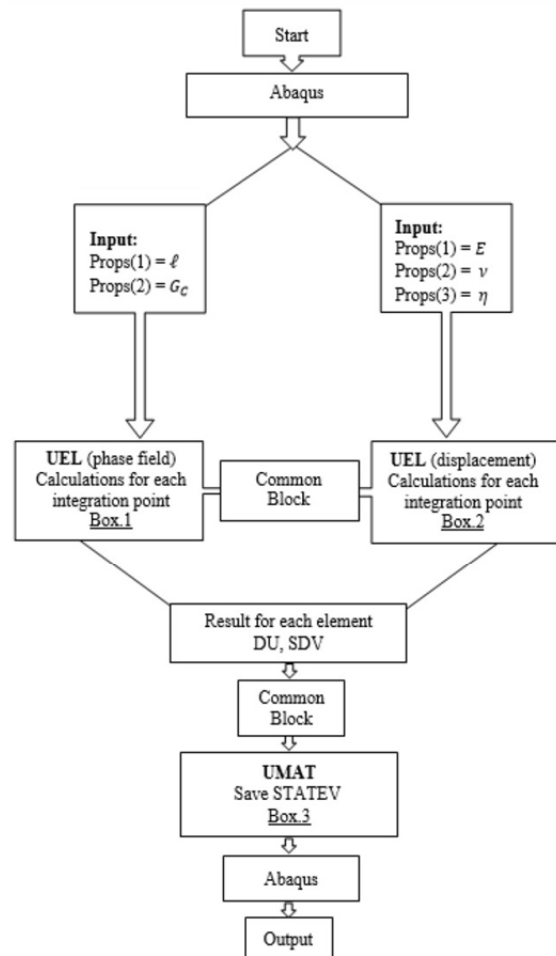 Start
Abaqus
Input:
Props(1) = ℓ
Props(2) = G_C
Input:
Props(1) = E
Props(2) = ν
Props(3) = η
UEL (phase field)
Calculations for each
integration point
Box.1
Common
Block
UEL (displacement)
Calculations for each
integration point
Box.2
Result for each element
DU, SDV
Common
Block
UMAT
Save STATEV
Box.3
Abaqus
Output